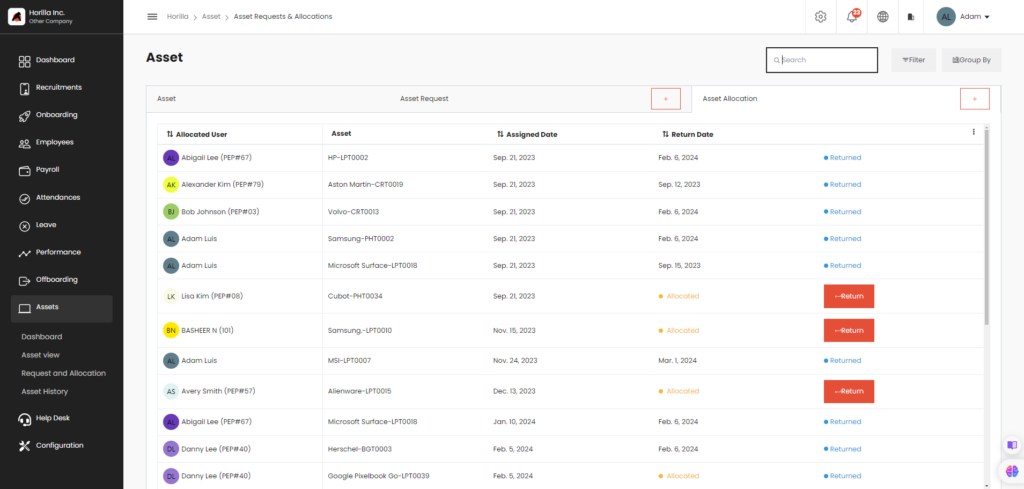 Horilla Inc.
Other Company
Dashboard
Recruitments
Onboarding
Employees
Payroll
Attendances
Leave
Performance
Offboarding
Assets
Dashboard
Asset view
Request and Allocation
Asset History
Help Desk
Configuration
Horilla > Asset > Asset Requests & Allocations
23
AL Adam
Asset
Search
Filter
Group By
Asset
Asset Request +
Asset Allocation +
Allocated User Asset Assigned Date Return Date
AL Abigail Lee (PEP#67) HP-LPT0002 Sep. 21, 2023 Feb. 6, 2024 Returned
AK Alexander Kim (PEP#79) Aston Martin-CRT0019 Sep. 21, 2023 Sep. 12, 2023 Returned
BJ Bob Johnson (PEP#03) Volvo-CRT0013 Sep. 21, 2023 Feb. 6, 2024 Returned
AL Adam Luis Samsung-PHT0002 Sep. 21, 2023 Feb. 6, 2024 Returned
AL Adam Luis Microsoft Surface-LPT0018 Sep. 21, 2023 Sep. 15, 2023 Returned
LK Lisa Kim (PEP#08) Cubot-PHT0034 Sep. 21, 2023 Allocated Return
BN BASHEER N (101) Samsung.-LPT0010 Nov. 15, 2023 Allocated Return
AL Adam Luis MSI-LPT0007 Nov. 24, 2023 Mar. 1, 2024 Returned
AS Avery Smith (PEP#57) Alienware-LPT0015 Dec. 13, 2023 Allocated Return
AL Abigail Lee (PEP#67) Microsoft Surface-LPT0018 Jan. 10, 2024 Feb. 6, 2024 Returned
DL Danny Lee (PEP#40) Herschel-BGT0003 Feb. 5, 2024 Feb. 6, 2024 Returned
DL Danny Lee (PEP#40) Google Pixelbook Go-LPT0039 Feb. 5, 2024 Allocated Returned